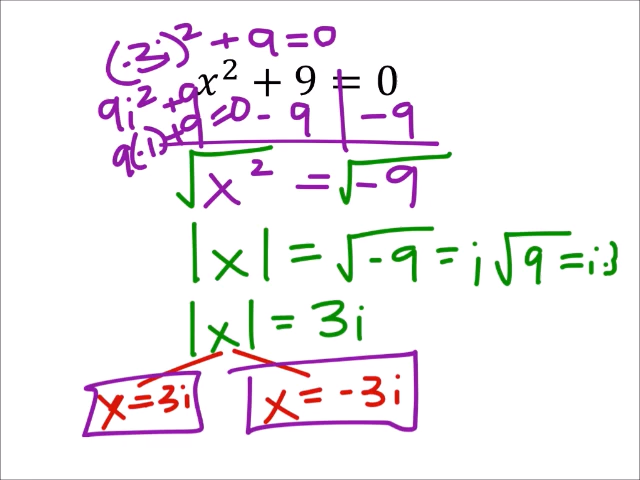 (-3i)² + 9 = 0
x² + 9 = 0
9i² + 9 = 0
- 9 | - 9
9(-1) + 9
√x² = √-9
|x| = √-9 = i√9 = i·3
|x| = 3i
x = 3i x = -3i